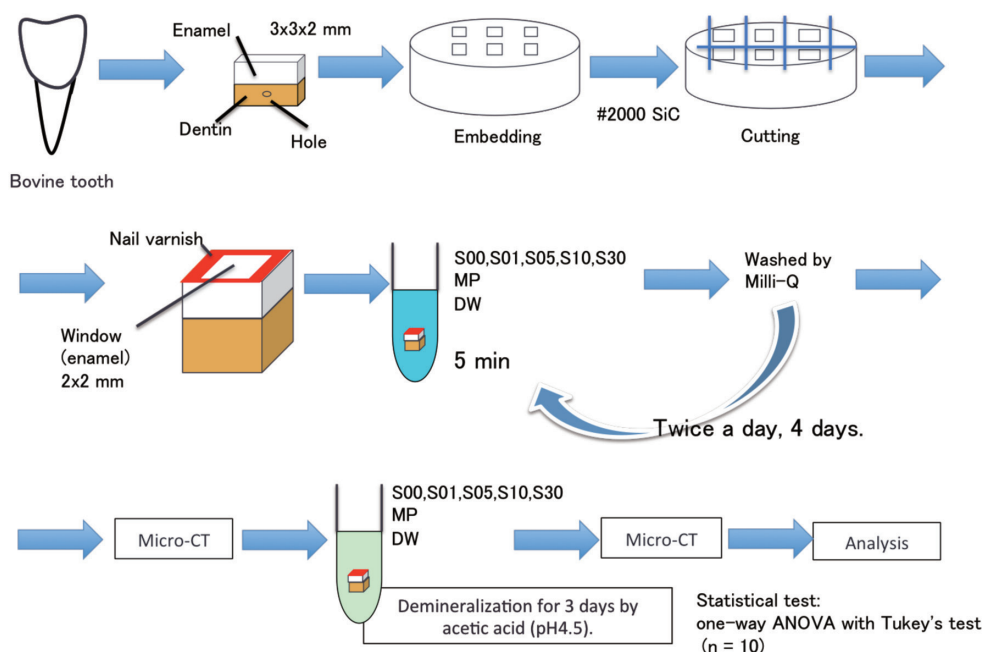 Enamel
3x3x2 mm
Dentin
Hole
Bovine tooth
Embedding
#2000 SiC
Cutting
Nail varnish
Window
(enamel)
2x2 mm
S00,S01,S05,S10,S30
MP
DW
5 min
Washed by
Milli-Q
Twice a day, 4 days.
Micro-CT
S00,S01,S05,S10,S30
MP
DW
Demineralization for 3 days by
acetic acid (pH4.5).
Micro-CT
Analysis
Statistical test:
one-way ANOVA with Tukey's test
(n = 10)